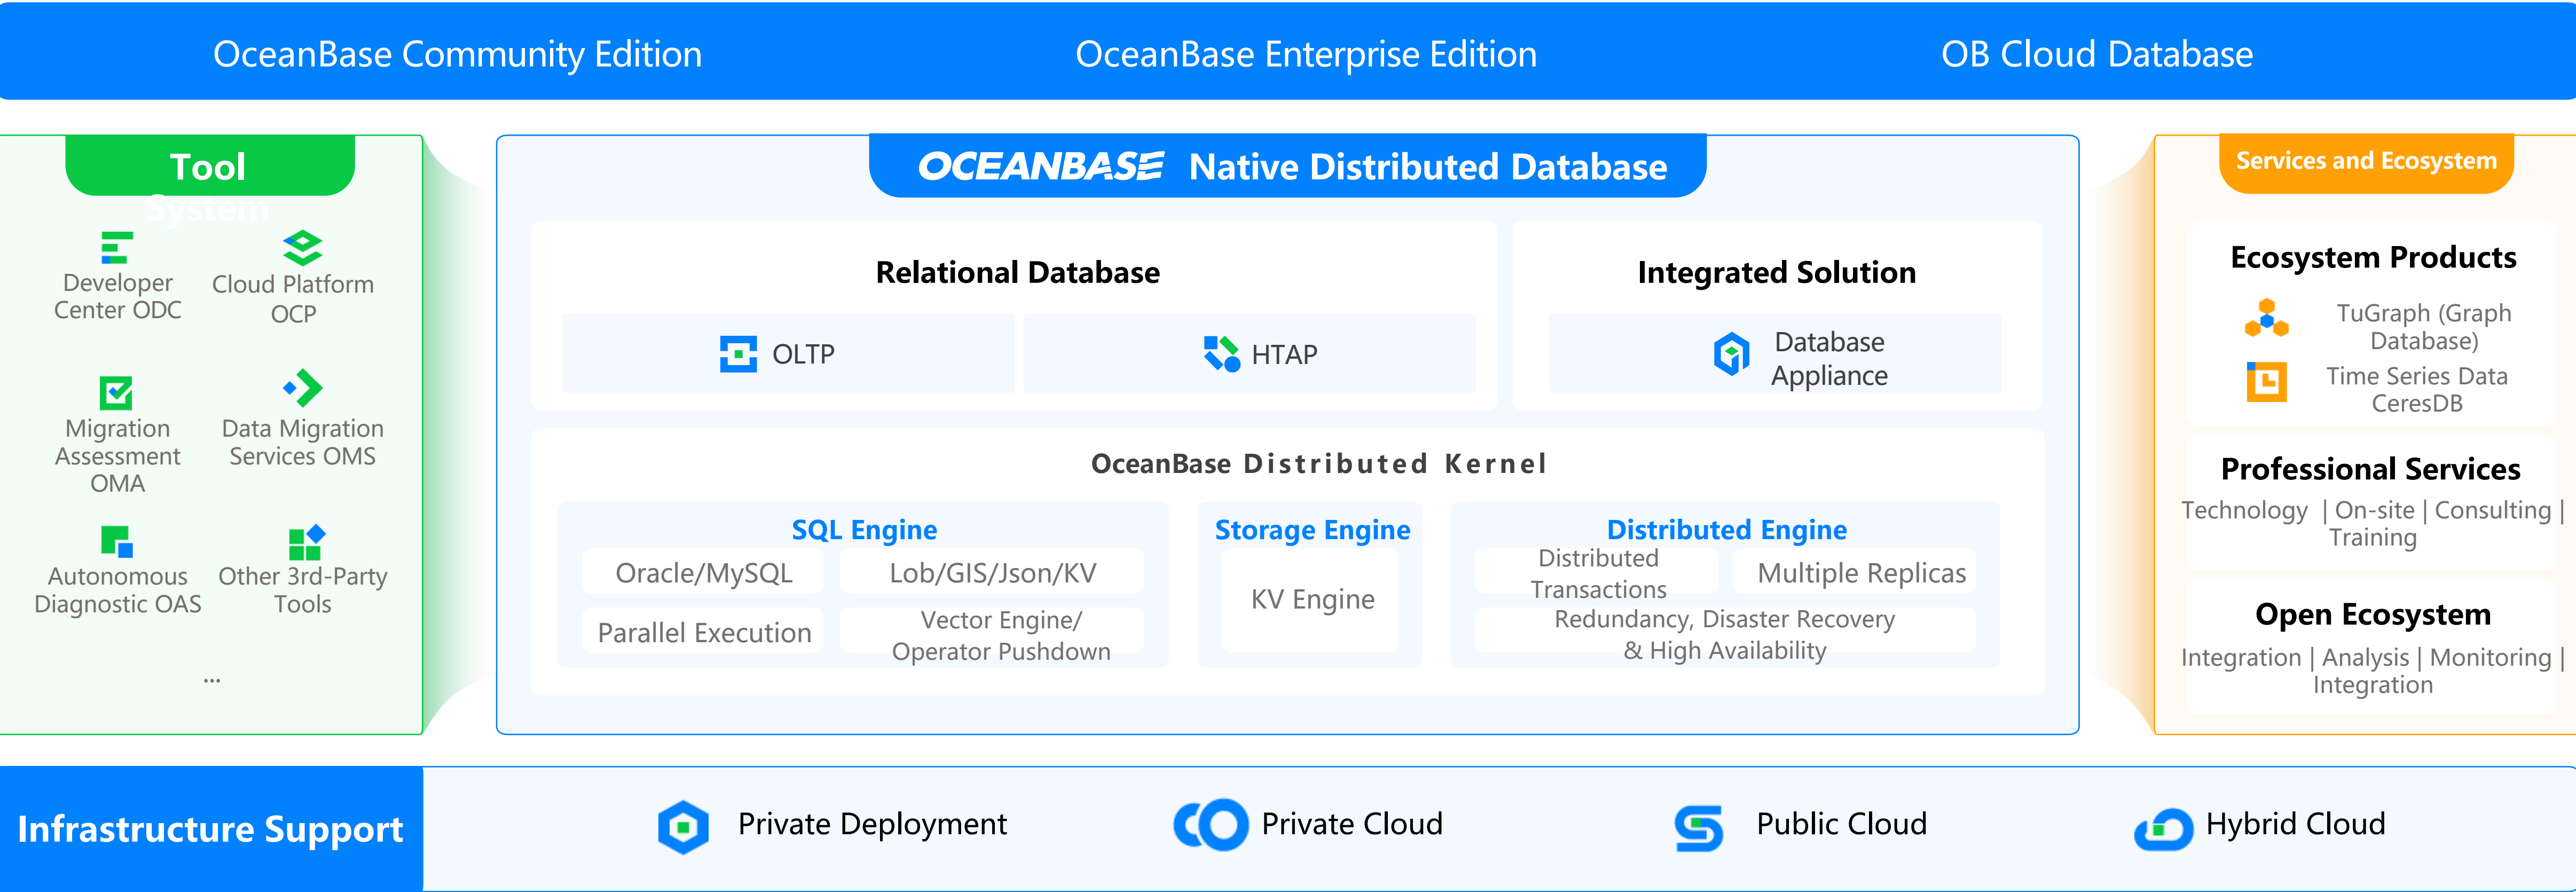 OceanBase Community Edition
OceanBase Enterprise Edition
OB Cloud Database
Tool
System
Developer
Center ODC
Cloud Platform
OCP
Migration
Assessment
OMA
Data Migration
Services OMS
Autonomous
Diagnostic OAS
Other 3rd-Party
Tools
...
OCEANBASE Native Distributed Database
Relational Database
OLTP
HTAP
Integrated Solution
Database
Appliance
OceanBase Distributed Kernel
SQL Engine
Oracle/MySQL
Lob/GIS/Json/KV
Parallel Execution
Vector Engine/
Operator Pushdown
Storage Engine
KV Engine
Distributed Engine
Distributed
Transactions
Multiple Replicas
Redundancy, Disaster Recovery
& High Availability
Services and Ecosystem
Ecosystem Products
TuGraph (Graph
Database)
Time Series Data
CeresDB
Professional Services
Technology | On-site | Consulting |
Training
Open Ecosystem
Integration | Analysis | Monitoring |
Integration
Infrastructure Support
Private Deployment
Private Cloud
Public Cloud
Hybrid Cloud